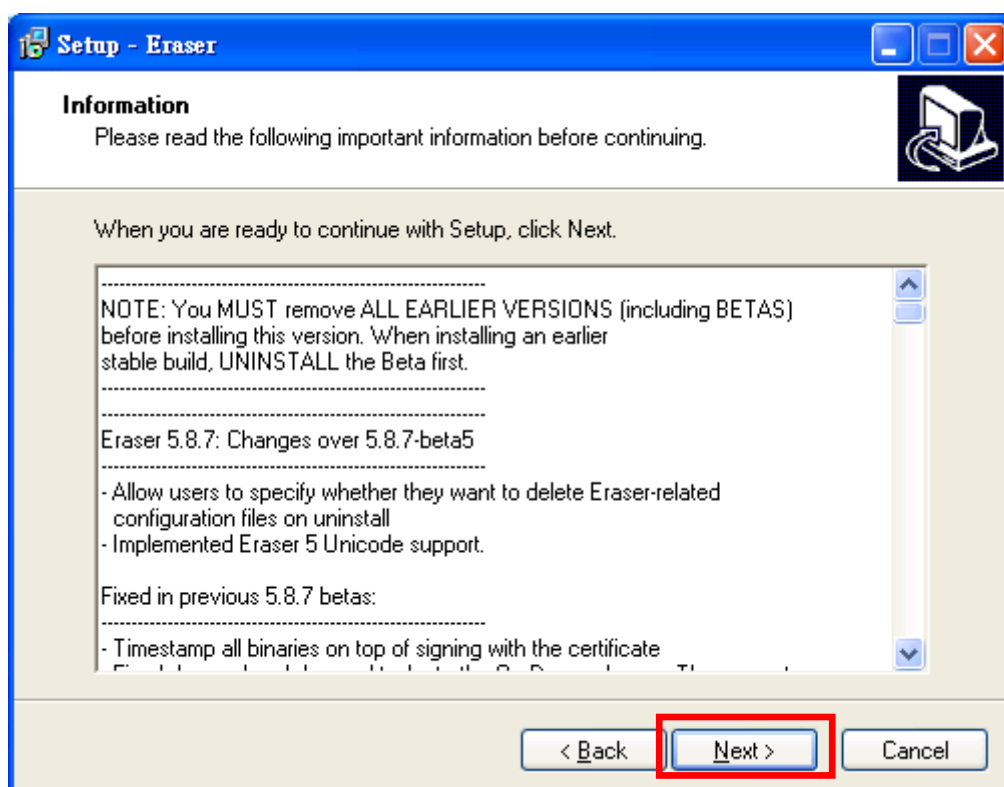 Setup - Eraser
Information
Please read the following important information before continuing.
When you are ready to continue with Setup, click Next.
----------------------------------------------------------------
NOTE: You MUST remove ALL EARLIER VERSIONS (including BETAS)
before installing this version. When installing an earlier
stable build, UNINSTALL the Beta first.
----------------------------------------------------------------
----------------------------------------------------------------
Eraser 5.8.7: Changes over 5.8.7-beta5
----------------------------------------------------------------
- Allow users to specify whether they want to delete Eraser-related
configuration files on uninstall
- Implemented Eraser 5 Unicode support.
Fixed in previous 5.8.7 betas:
----------------------------------------------------------------
- Timestamp all binaries on top of signing with the certificate
< Back
Next >
Cancel